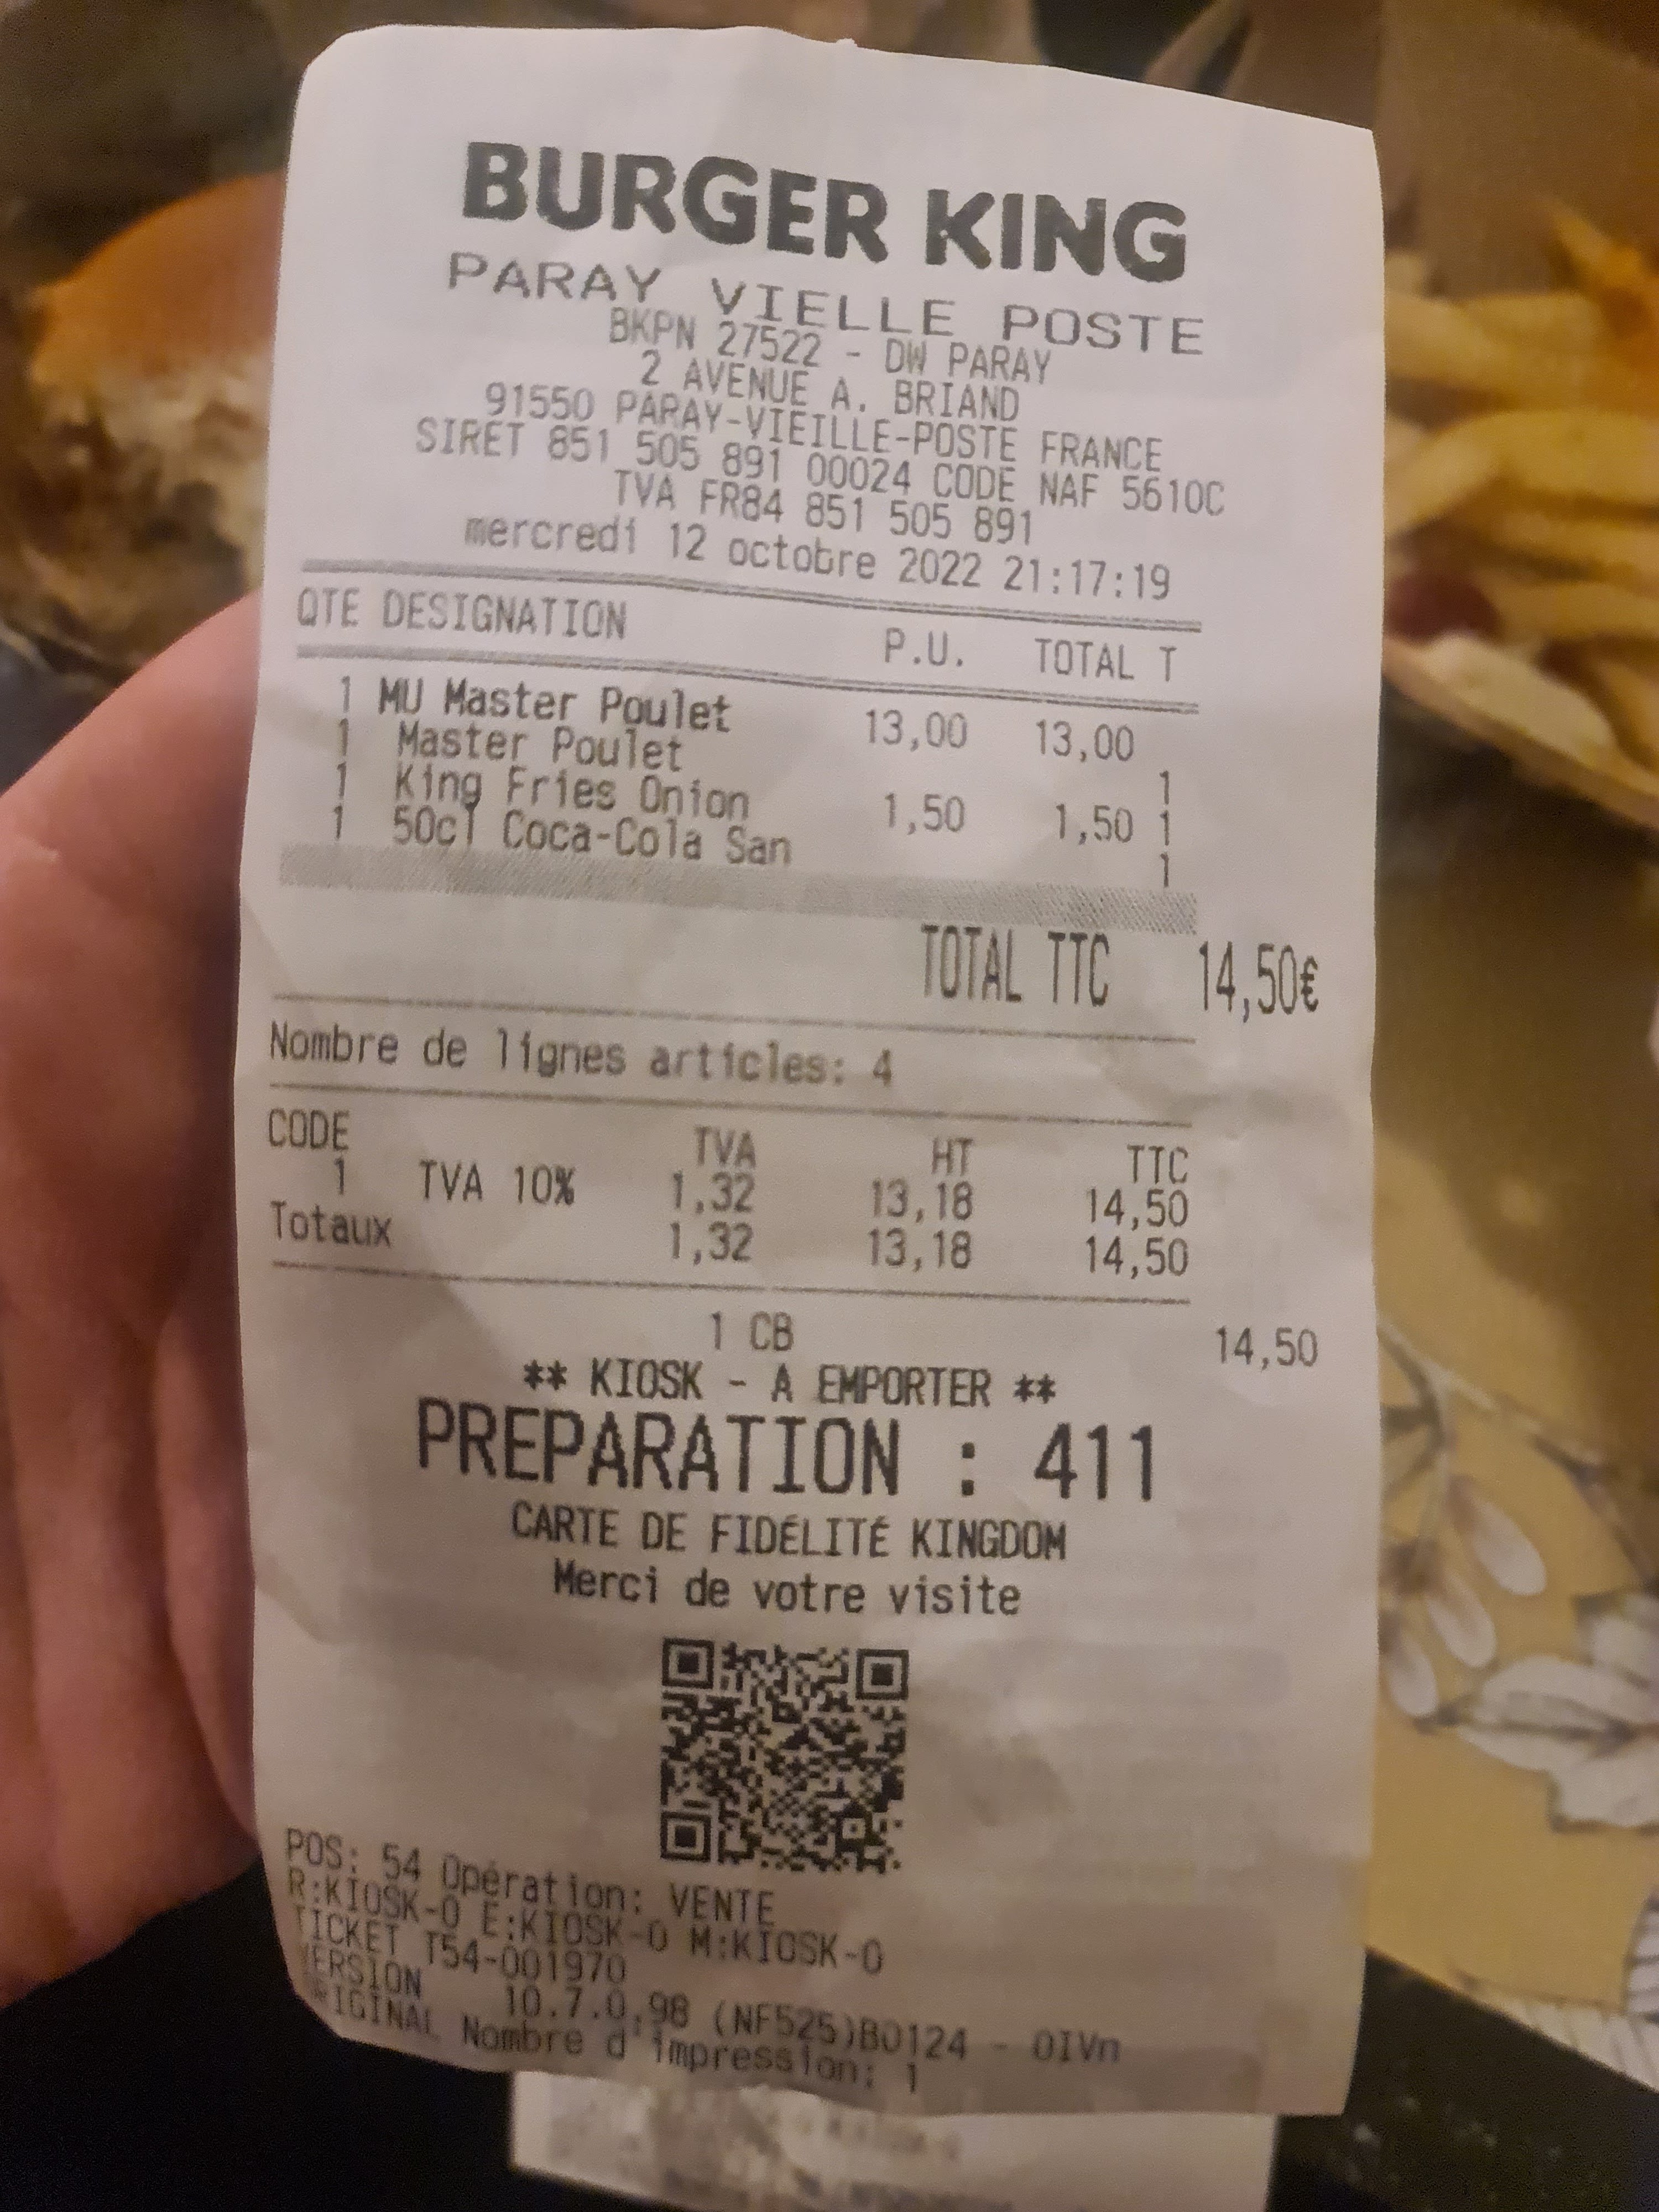 BURGER KING
PARAY VIELLE POSTE
BKPN 27522 - DW PARAY
2 AVENUE A. BRIAND
91550 PARAY-VIEILLE-POSTE FRANCE
SIRET 851 505 891 00024 CODE NAF 5610C
TVA FR84 851 505 891
mercredi 12 octobre 2022 21:17:19
QTE DESIGNATION P.U. TOTAL T
1 MU Master Poulet 13,00 13,00
1 Master Poulet 1
1 King Fries Onion 1,50 1,50 1
1 50cl Coca-Cola San 1
TOTAL TTC 14,50€
Nombre de lignes articles: 4
CODE TVA HT TTC
1 TVA 10% 1,32 13,18 14,50
Totaux 1,32 13,18 14,50
1 CB 14,50
** KIOSK - A EMPORTER **
PREPARATION : 411
CARTE DE FIDÉLITÉ KINGDOM
Merci de votre visite
POS: 54 Opération: VENTE
R:KIOSK-0 E:KIOSK-0 M:KIOSK-0
TICKET T54-001970
VERSION 10.7.0.98 (NF525)B0124 - OIVn
ORIGINAL Nombre d'impression: 1